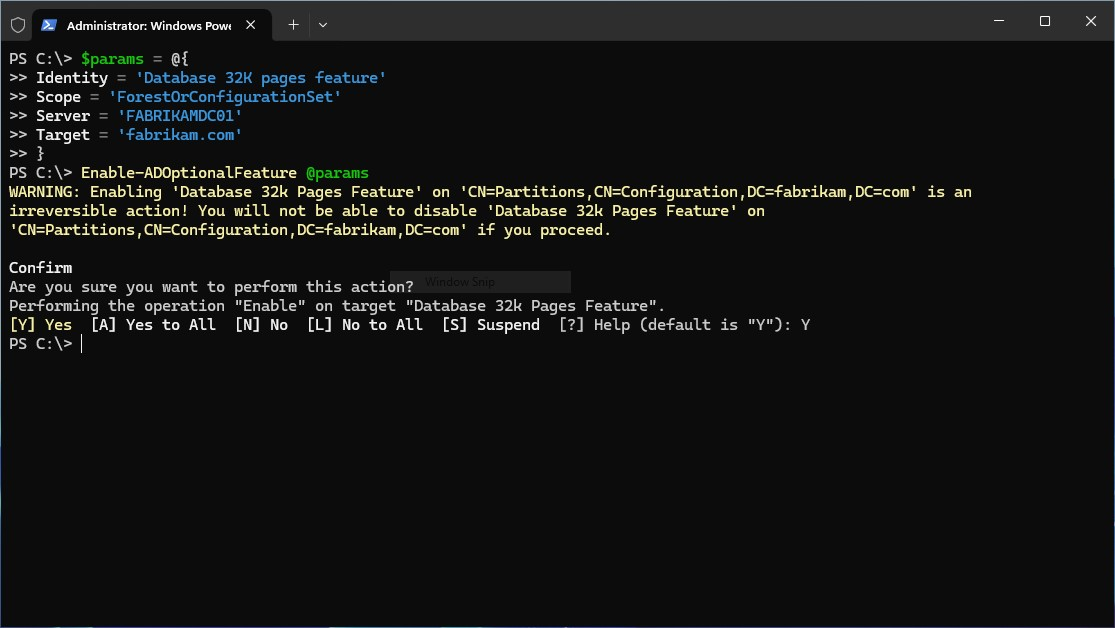 Administrator: Windows Powe
PS C:\> $params = @{
>> Identity = 'Database 32K pages feature'
>> Scope = 'ForestOrConfigurationSet'
>> Server = 'FABRIKAMDC01'
>> Target = 'fabrikam.com'
>> }
PS C:\> Enable-ADOptionalFeature @params
WARNING: Enabling 'Database 32k Pages Feature' on 'CN=Partitions,CN=Configuration,DC=fabrikam,DC=com' is an
irreversible action! You will not be able to disable 'Database 32k Pages Feature' on
'CN=Partitions,CN=Configuration,DC=fabrikam,DC=com' if you proceed.
Confirm
Are you sure you want to perform this action?
Window Snip
Performing the operation "Enable" on target "Database 32k Pages Feature".
[Y] Yes  [A] Yes to All  [N] No  [L] No to All  [S] Suspend  [?] Help (default is "Y"): Y
PS C:\>